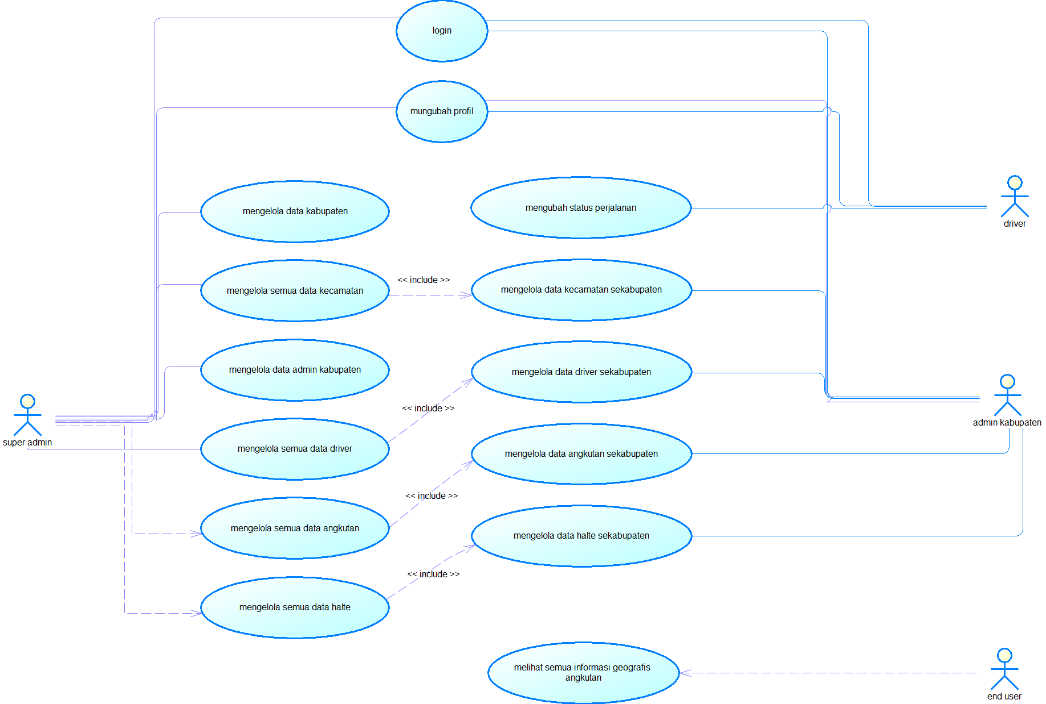 login
mungubah profil
mengelola data kabupaten
mengubah status perjalanan
driver
mengelola semua data kecamatan
<< include >>
mengelola data kecamatan sekabupaten
mengelola data admin kabupaten
mengelola data driver sekabupaten
<< include >>
super admin
admin kabupaten
mengelola semua data driver
mengelola data angkutan sekabupaten
<< include >>
mengelola semua data angkutan
mengelola data halte sekabupaten
<< include >>
mengelola semua data halte
melihat semua informasi geografis
angkutan
end user